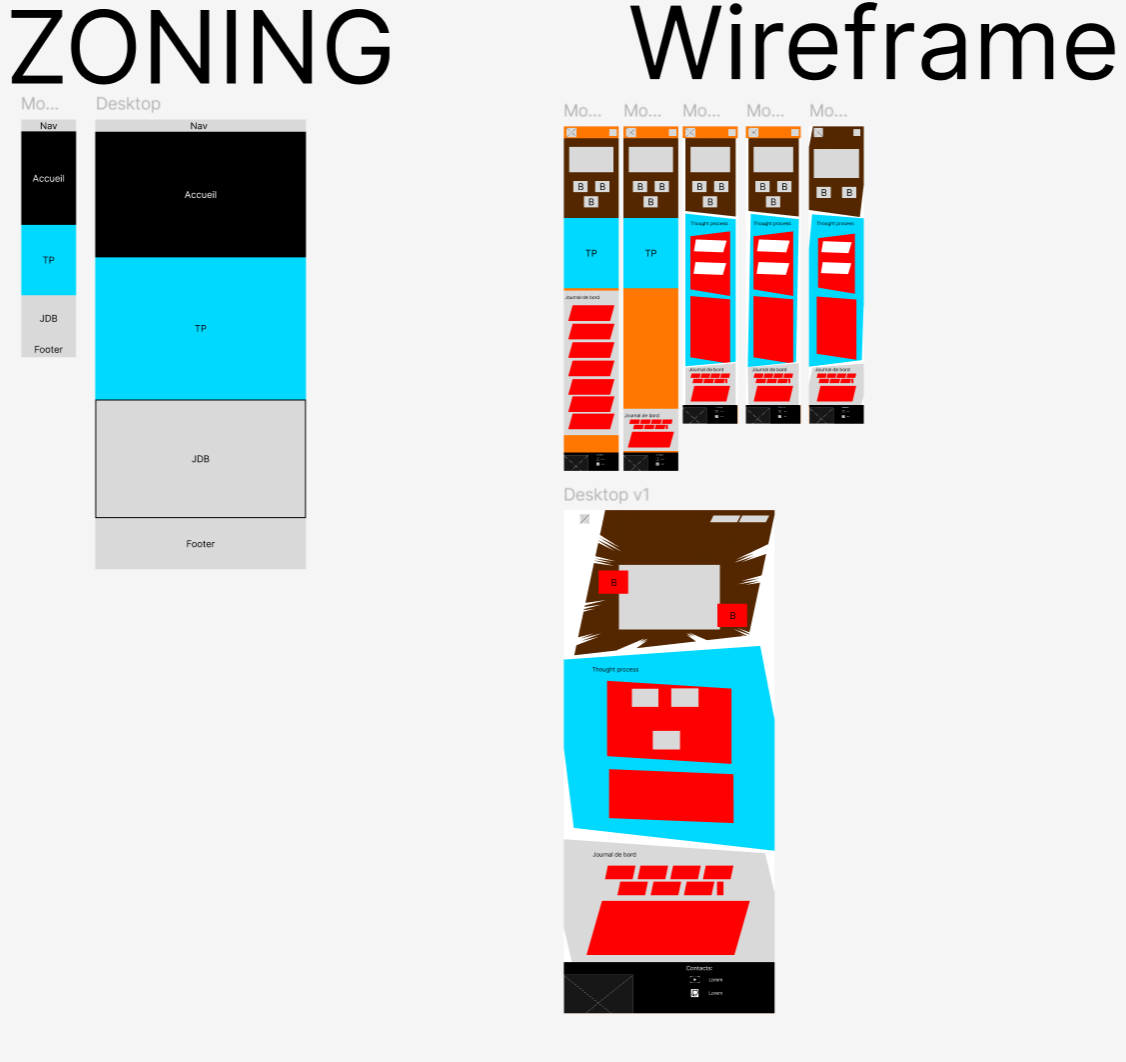 ZONING
Wireframe
Mo...
Desktop
Nav
Nav
Accueil
Accueil
TP
TP
JDB
JDB
Footer
Footer
Mo...
Mo...
Mo...
Mo...
Mo...
B
B
B
B
B
B
B
B
B
B
B
B
B
B
TP
TP
Thought process
Thought process
Thought process
Journal de bord
Journal de bord
Journal de bord
Journal de bord
Journal de bord
Desktop v1
B
B
Thought process
Journal de bord
Contacts:
Lorem
Lorem